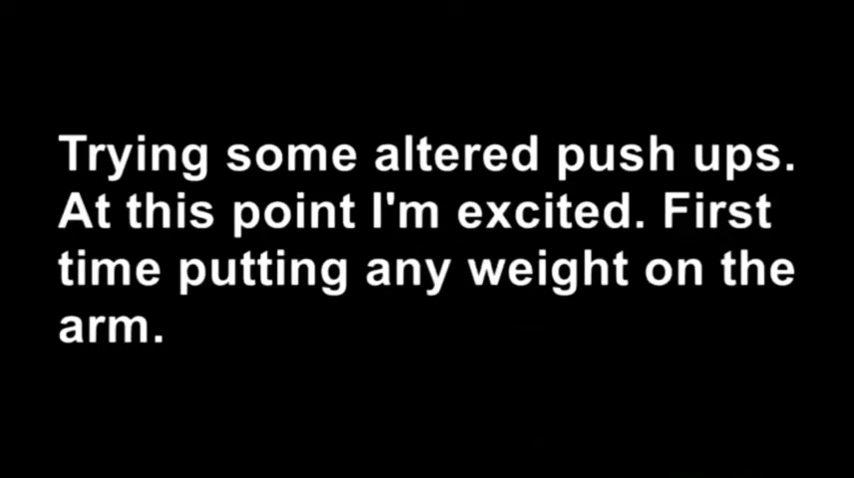 Trying some altered push ups.
At this point I'm excited. First
time putting any weight on the
arm.